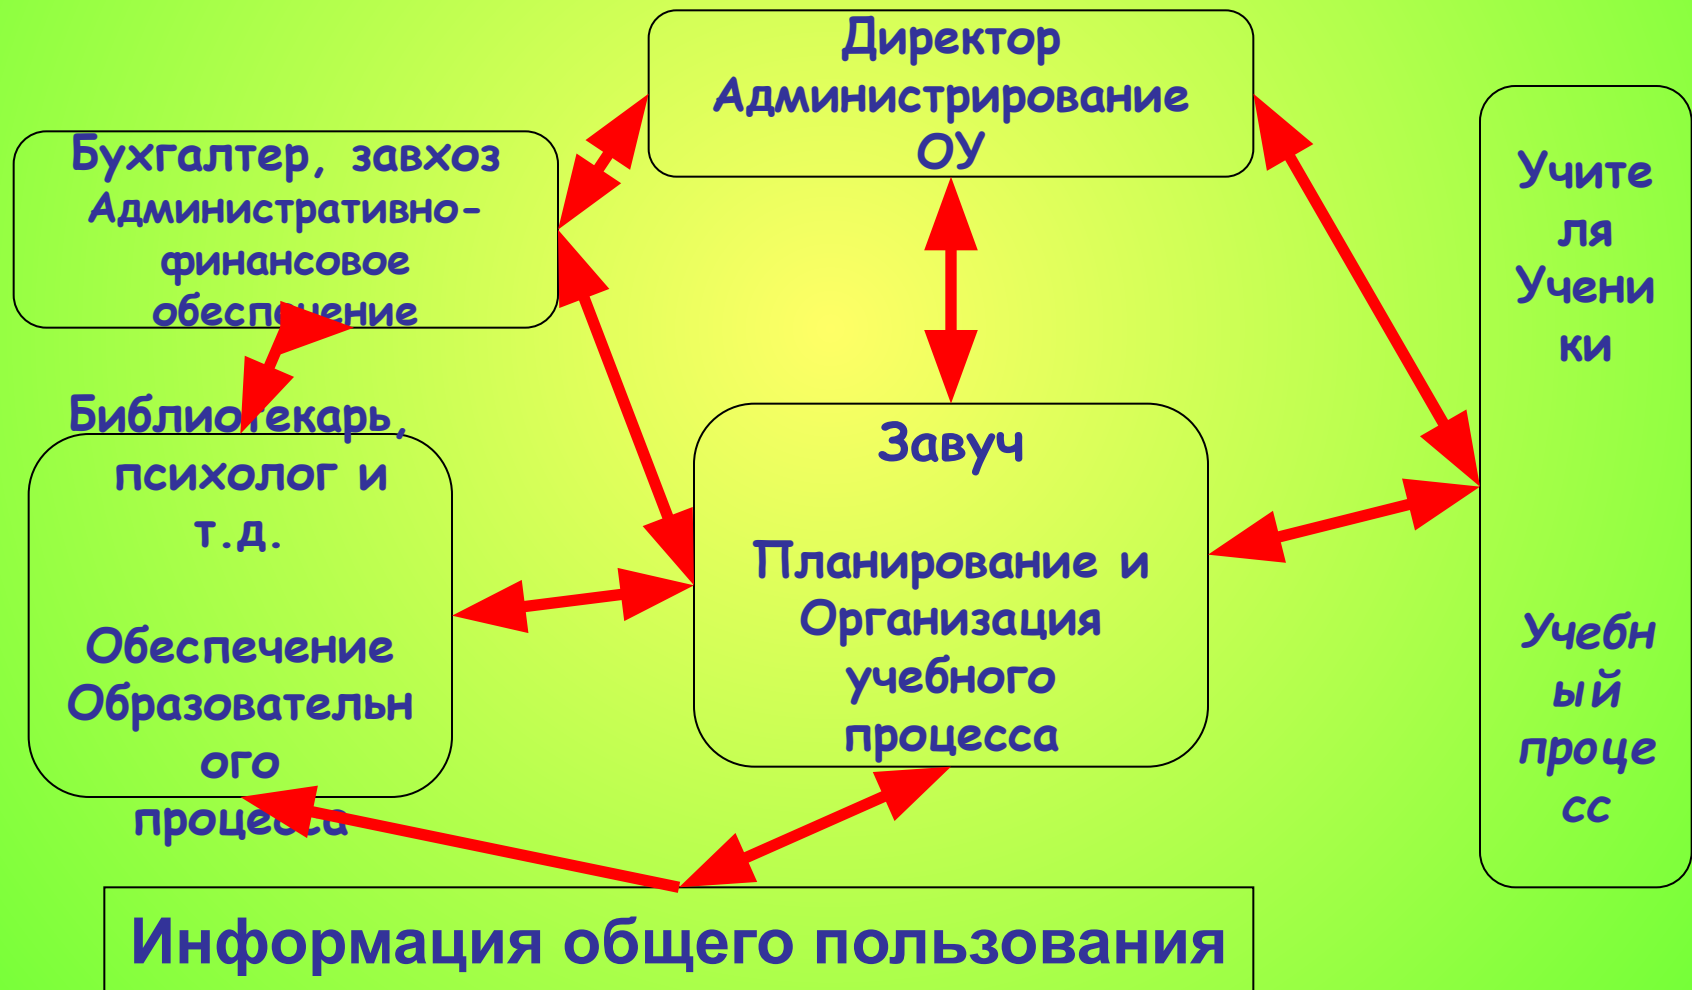 Директор
Администрирование
ОУ
Бухгалтер, завхоз
Административно-
финансовое
обеспечение
Учите
ля
Учени
ки
Учебн
ый
проце
сс
Библиотекарь,
психолог и
т.д.
Обеспечение
Образовательн
ого
процесса
Завуч
Планирование и
Организация
учебного
процесса
Информация общего пользования